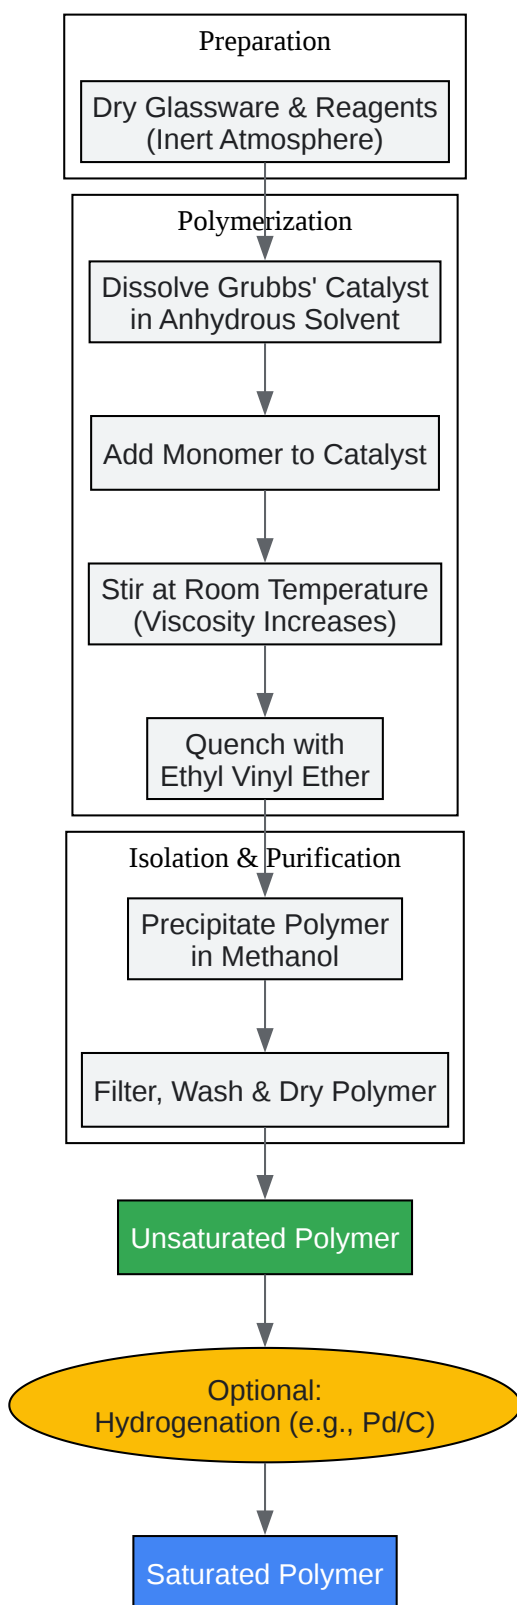 Preparation
Dry Glassware & Reagents
(Inert Atmosphere)
Polymerization
Dissolve Grubbs' Catalyst
in Anhydrous Solvent
Add Monomer to Catalyst
Stir at Room Temperature
(Viscosity Increases)
Quench with
Ethyl Vinyl Ether
Isolation & Purification
Precipitate Polymer
in Methanol
Filter, Wash & Dry Polymer
Unsaturated Polymer
Optional:
Hydrogenation (e.g., Pd/C)
Saturated Polymer